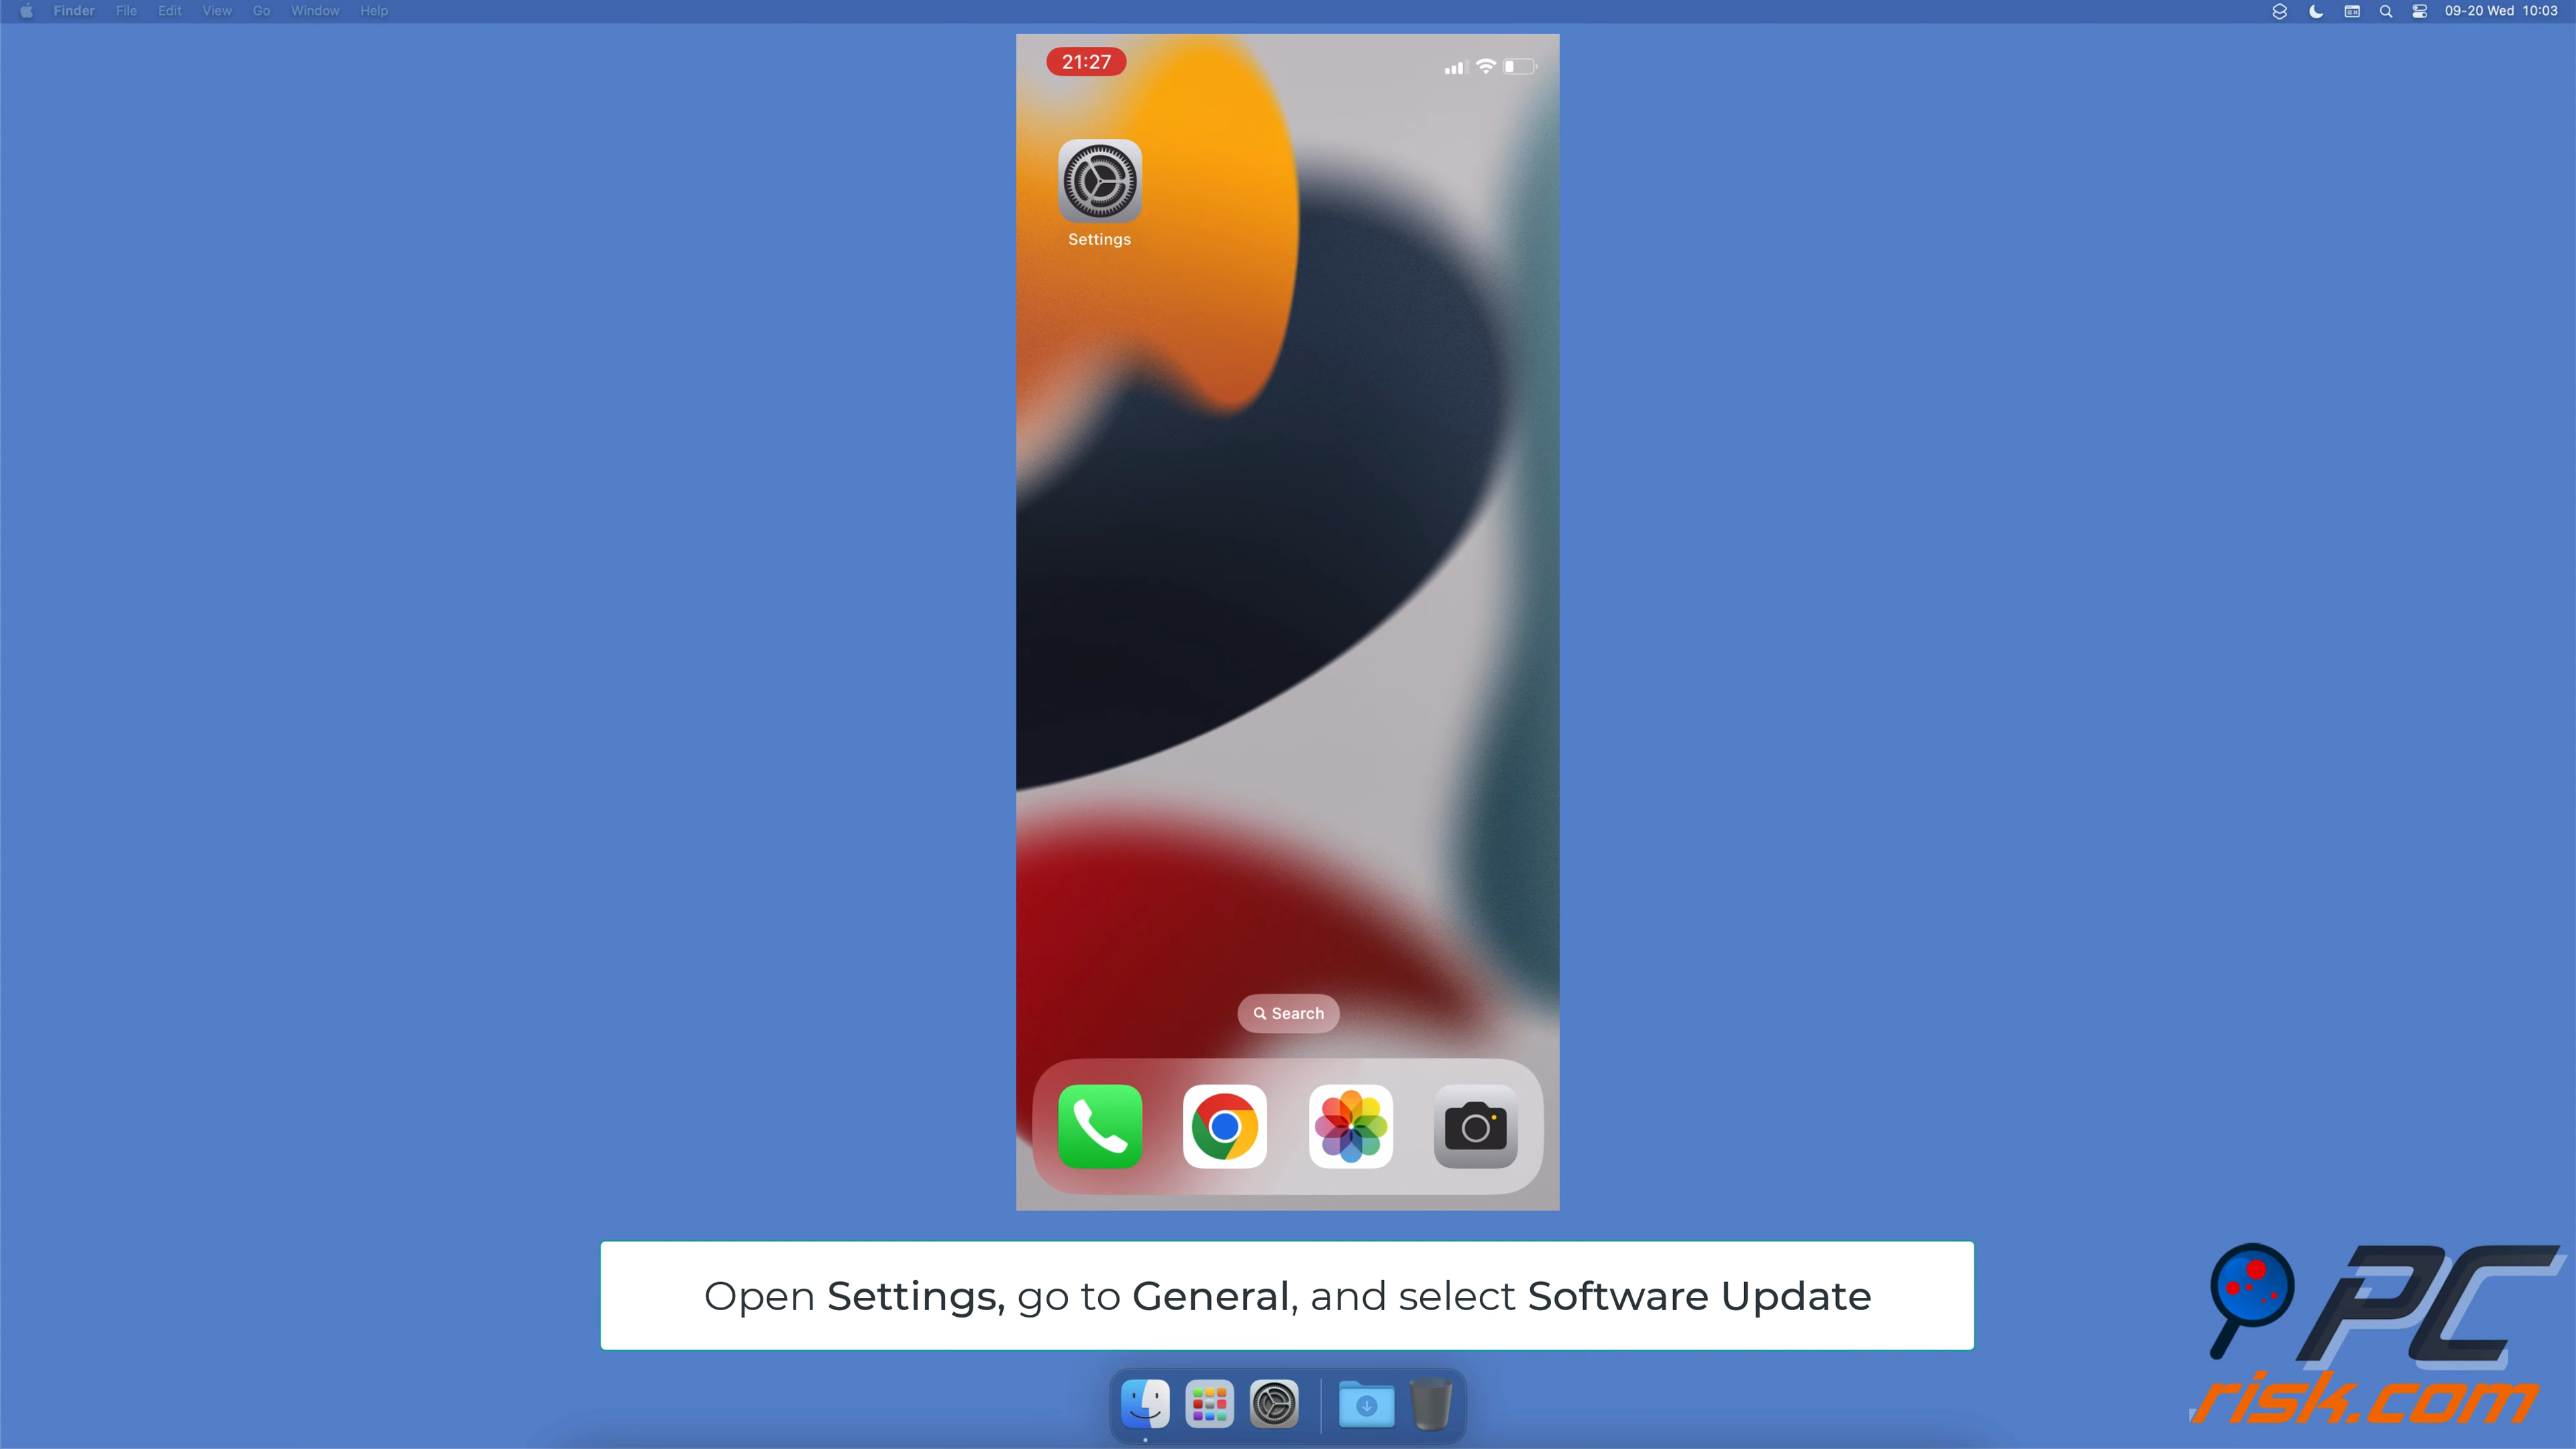 Finder File Edit View Go Window Help 09-20 Wed 10:03
21:27
Settings
Search
Open Settings, go to General, and select Software Update
PC
risk.com